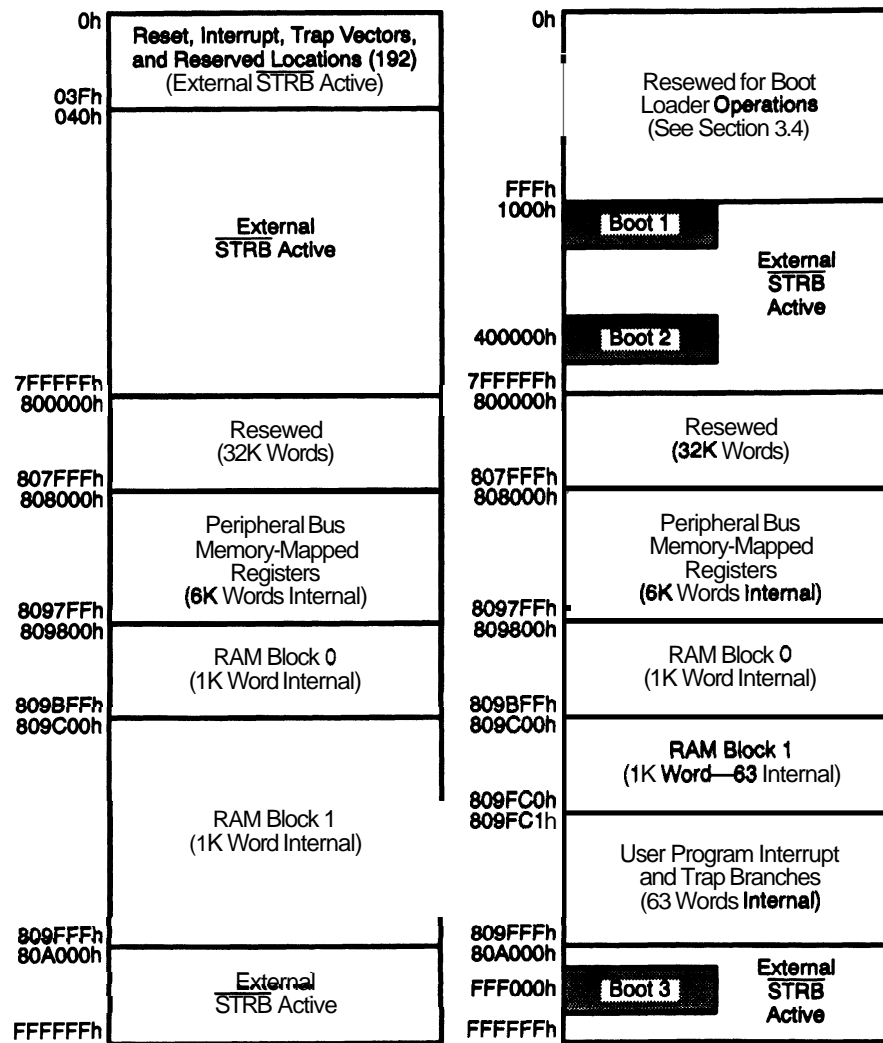 0h
Reset, Interrupt, Trap Vectors,
and Reserved Locations (192)
(External STRB Active)
03Fh
040h
External
STRB Active
7FFFFFh
800000h
Resewed
(32K Words)
807FFFh
808000h
Peripheral Bus
Memory-Mapped
Registers
(6K Words Internal)
8097FFh
809800h
RAM Block 0
(1K Word Internal)
809BFFh
809C00h
RAM Block 1
(1K Word Internal)
809FFFh
80A000h
External
STRB Active
FFFFFFh
0h
Resewed for Boot
Loader Operations
(See Section 3.4)
FFFh
1000h
Boot 1
External
STRB
Active
400000h
Boot 2
7FFFFFh
800000h
Resewed
(32K Words)
807FFFh
808000h
Peripheral Bus
Memory-Mapped
Registers
(6K Words Internal)
8097FFh
809800h
RAM Block 0
(1K Word Internal)
809BFFh
809C00h
RAM Block 1
(1K Word—63 Internal)
809FC0h
809FC1h
User Program Interrupt
and Trap Branches
(63 Words Internal)
809FFFh
80A000h
External
STRB
Active
FFF000h
Boot 3
FFFFFFh